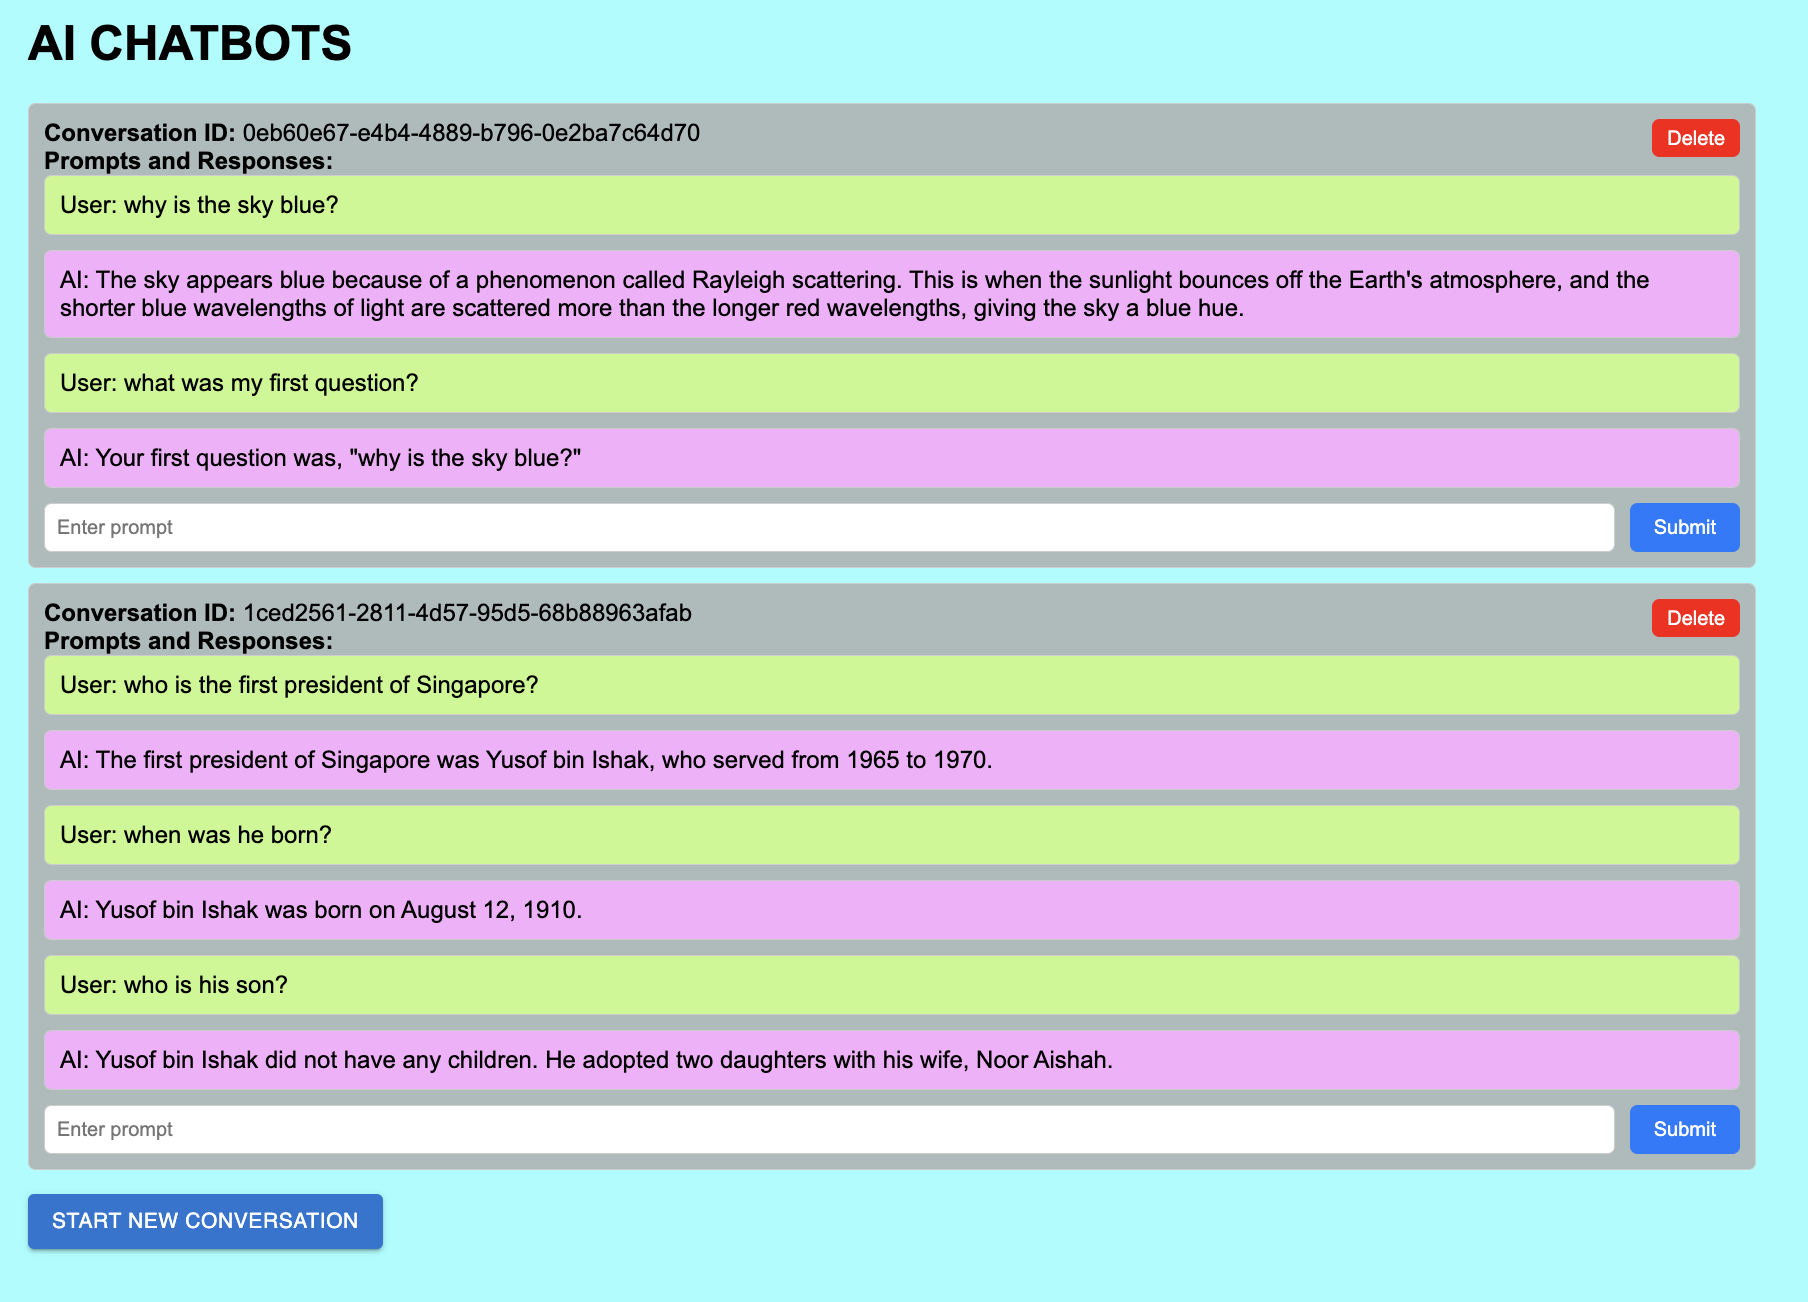 AI CHATBOTS
Conversation ID: 0eb60e67-e4b4-4889-b796-0e2ba7c64d70
Delete
Prompts and Responses:
User: why is the sky blue?
AI: The sky appears blue because of a phenomenon called Rayleigh scattering. This is when the sunlight bounces off the Earth's atmosphere, and the
shorter blue wavelengths of light are scattered more than the longer red wavelengths, giving the sky a blue hue.
User: what was my first question?
AI: Your first question was, "why is the sky blue?"
Enter prompt
Submit
Conversation ID: 1ced2561-2811-4d57-95d5-68b88963afab
Delete
Prompts and Responses:
User: who is the first president of Singapore?
AI: The first president of Singapore was Yusof bin Ishak, who served from 1965 to 1970.
User: when was he born?
AI: Yusof bin Ishak was born on August 12, 1910.
User: who is his son?
AI: Yusof bin Ishak did not have any children. He adopted two daughters with his wife, Noor Aishah.
Enter prompt
Submit
START NEW CONVERSATION